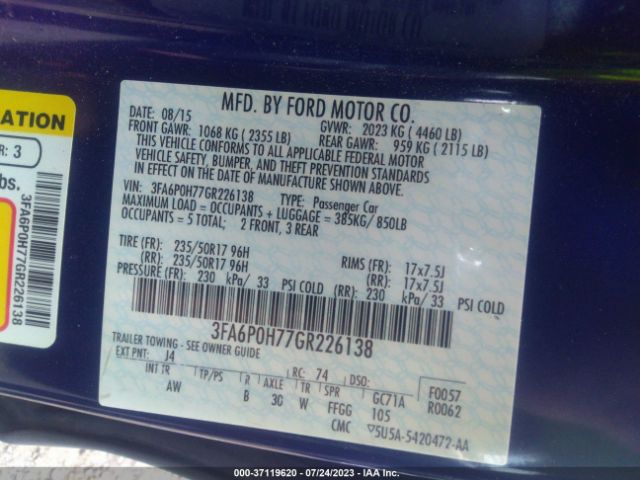 MFD. BY FORD MOTOR CO.
DATE: 08/15 GVWR: 2023 KG ( 4460 LB)
FRONT GAWR: 1068 KG ( 2355 LB) REAR GAWR: 959 KG ( 2115 LB)
THIS VEHICLE CONFORMS TO ALL APPLICABLE FEDERAL MOTOR
VEHICLE SAFETY, BUMPER, AND THEFT PREVENTION STANDARDS
IN EFFECT ON THE DATE OF MANUFACTURE SHOWN ABOVE.
VIN: 3FA6P0H77GR226138 TYPE: Passenger Car
MAXIMUM LOAD = OCCUPANTS + LUGGAGE = 385KG/ 850LB
OCCUPANTS = 5 TOTAL; 2 FRONT, 3 REAR
TIRE (FR): 235/50R17 96H RIMS (FR): 17x7.5J
(RR): 235/50R17 96H (RR): 17x7.5J
PRESSURE (FR): 230 kPa/ 33 PSI COLD (RR): 230 kPa/ 33 PSI COLD
3FA6P0H77GR226138
TRAILER TOWING - SEE OWNER GUIDE
EXT PNT: J4 RC: 74 DSO: F0057
INT TR TP/PS R AXLE TR SPR GC71A R0062
AW B 3G W FFGG 105
CMC 5U5A-5420472-AA
ATION
R: 3
bs.
3FA6P0H77GR226138
000-37119620 - 07/24/2023 - IAA Inc.